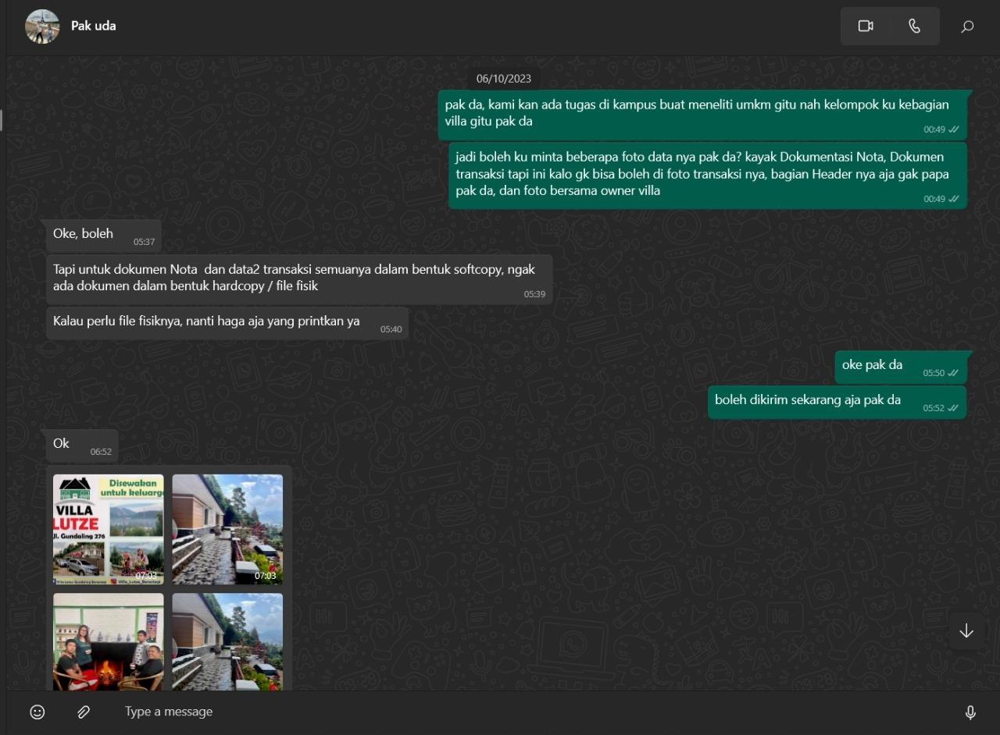 Pak uda
06/10/2023
pak da, kami kan ada tugas di kampus buat meneliti umkm gitu nah kelompok ku kebagian
villa gitu pak da
00:49
jadi boleh ku minta beberapa foto data nya pak da? kayak Dokumentasi Nota, Dokumen
transaksi tapi ini kalo gk bisa boleh di foto transaksi nya, bagian Header nya aja gak papa
pak da, dan foto bersama owner villa
00:49
Oke, boleh
05:37
Tapi untuk dokumen Nota  dan data2 transaksi semuanya dalam bentuk softcopy, ngak
ada dokumen dalam bentuk hardcopy / file fisik
05:39
Kalau perlu file fisiknya, nanti haga aja yang printkan ya
05:40
oke pak da
05:50
boleh dikirim sekarang aja pak da
05:52
Ok
06:52
Disewakan
untuk keluarga
VILLA
LUTZE
Jl. Gundaling 276
Villa Lutze Gundaling Berastagi
Villa_Lutze_Berastagi
07:03
07:03
Type a message